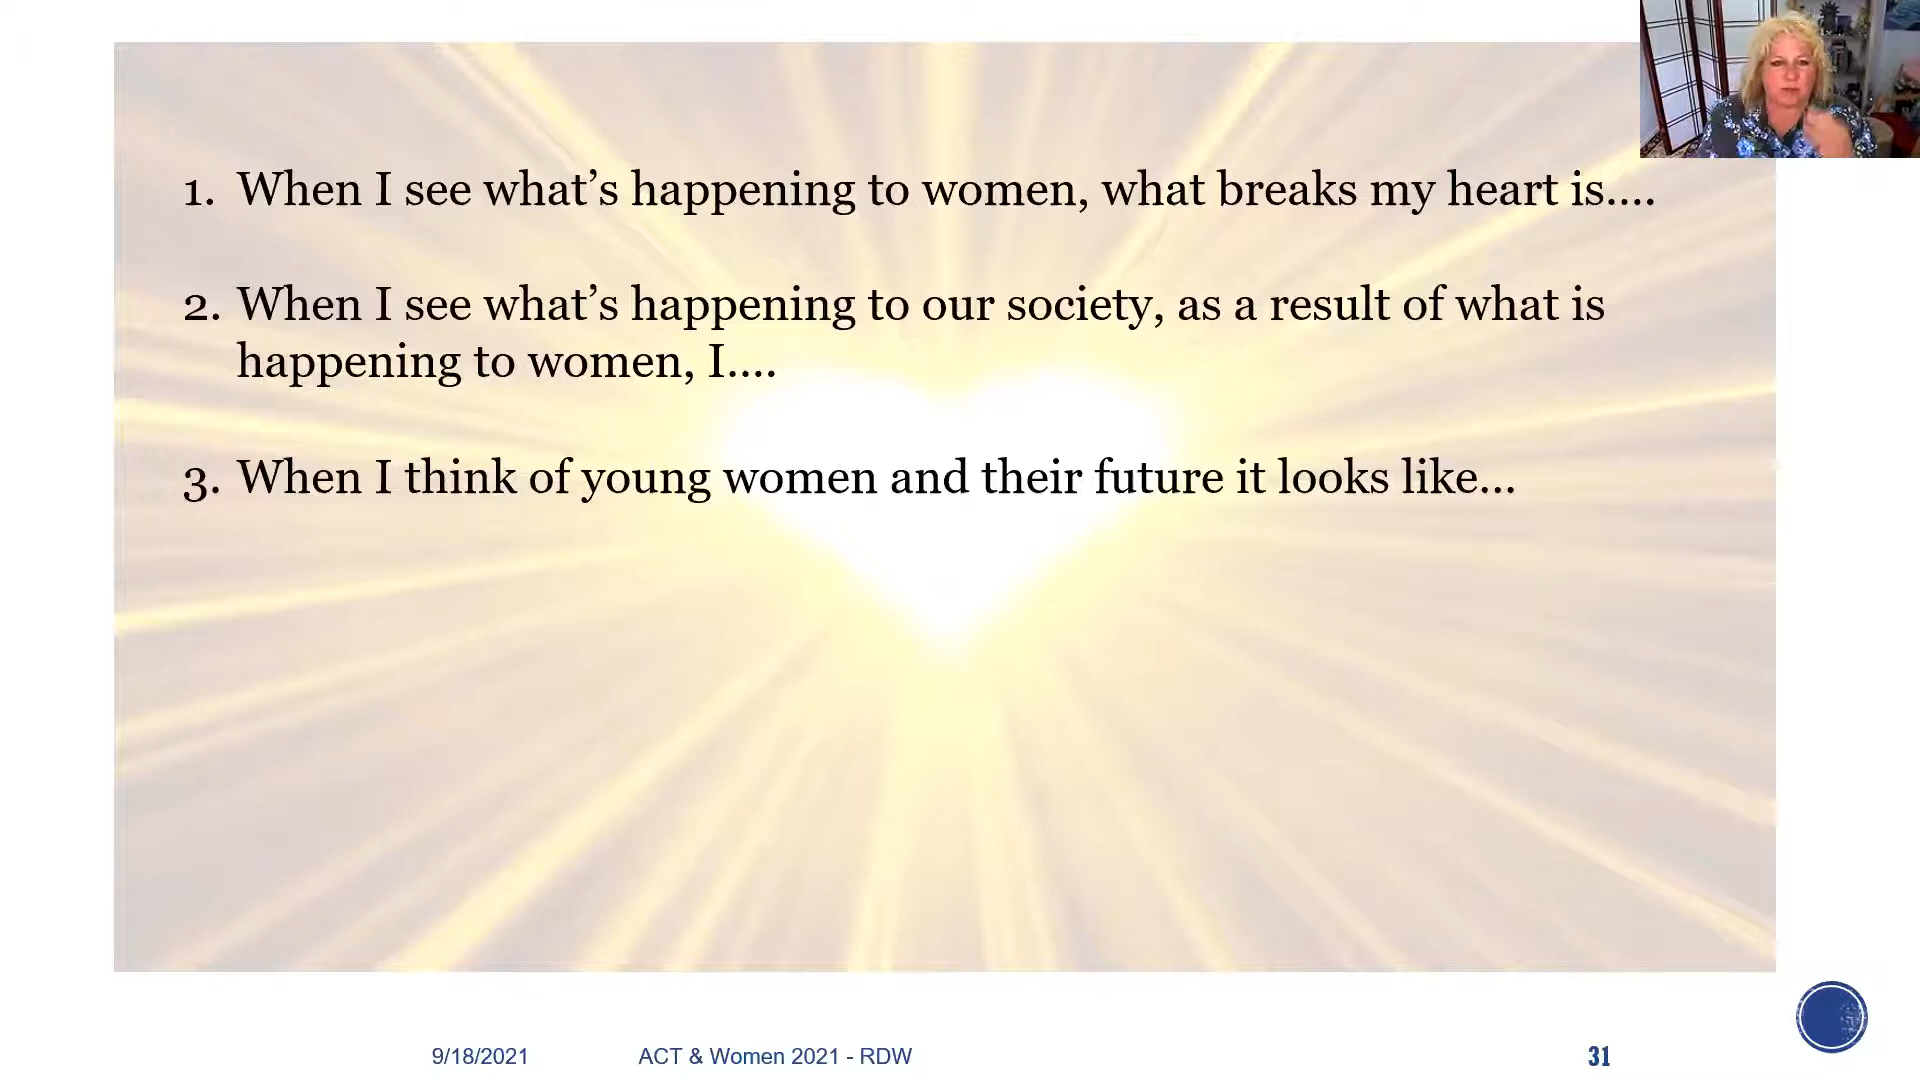 1. When I see what’s happening to women, what breaks my heart is....
2. When I see what’s happening to our society, as a result of what is
happening to women, I....
3. When I think of young women and their future it looks like...
9/18/2021
ACT & Women 2021 - RDW
31